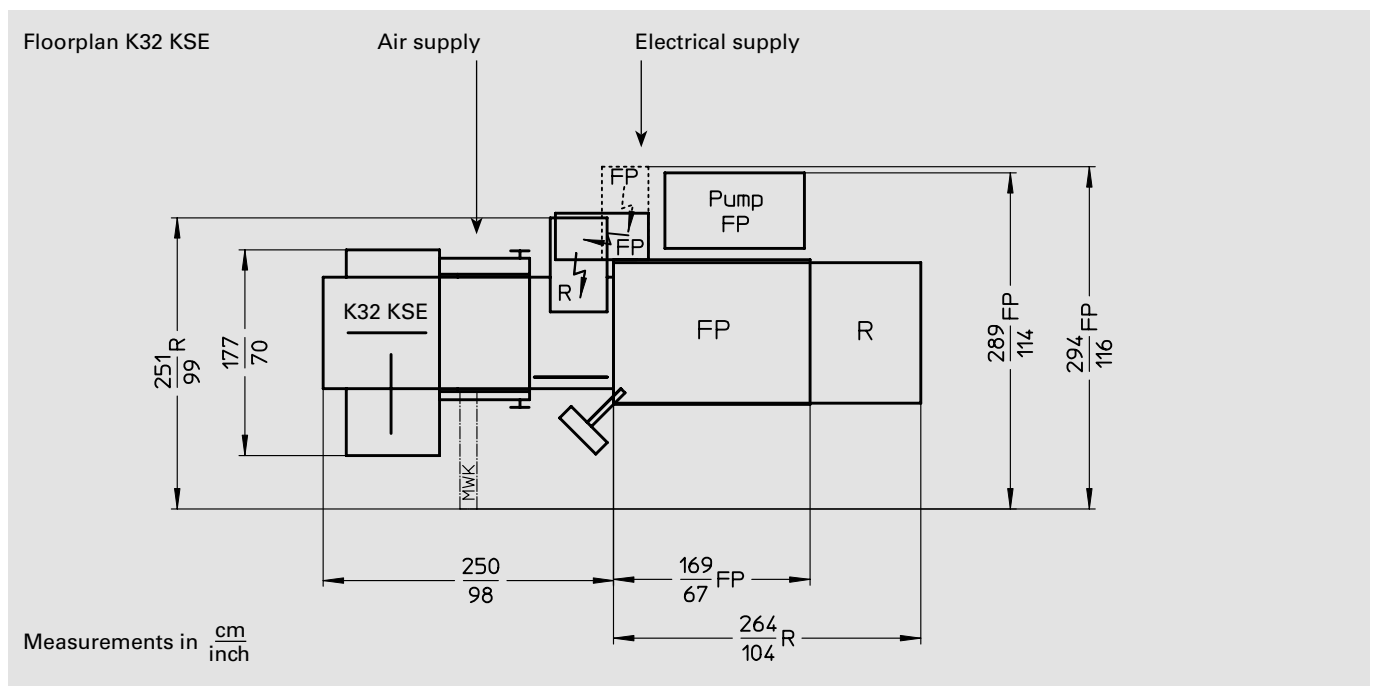 Floorplan K32 KSE
Air supply
Electrical supply
FP
Pump
FP
FP
R
K32 KSE
FP
R
251
99
R
177
70
289
114
FP
294
116
FP
MWK
250
98
169
67
FP
264
104
R
Measurements in cm
inch